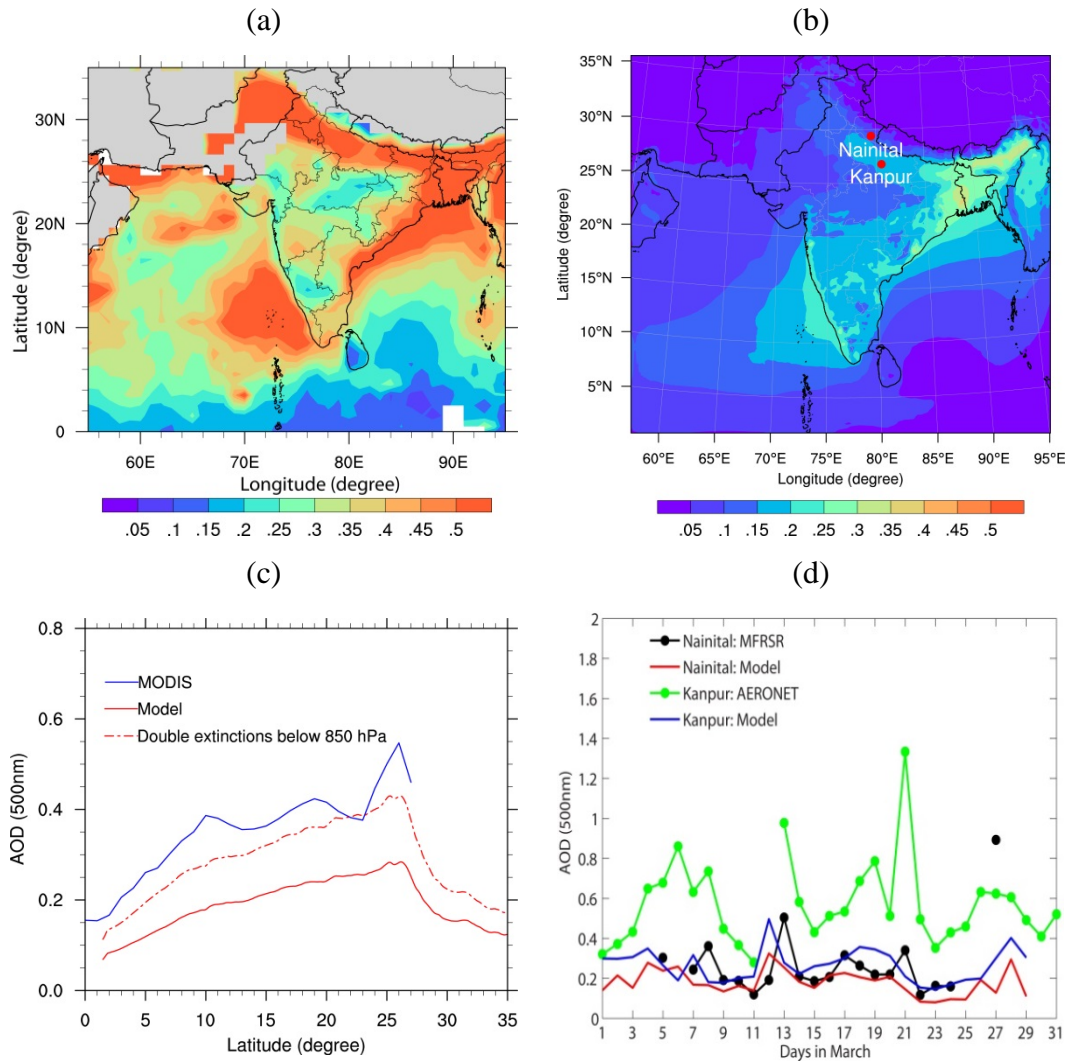 (a)
(b)
Latitude (degree)
30N
20N
10N
0
60E 70E 80E 90E
Longitude (degree)
.05 .1 .15 .2 .25 .3 .35 .4 .45 .5
Latitude (degree)
35°N
30°N
25°N
20°N
15°N
10°N
5°N
Nainital
Kanpur
60°E 65°E 70°E 75°E 80°E 85°E 90°E 95°E
Longitude (degree)
.05 .1 .15 .2 .25 .3 .35 .4 .45 .5
(c)
(d)
AOD (500nm)
0.8
0.6
0.4
0.2
0.0
MODIS
Model
Double extinctions below 850 hPa
0 5 10 15 20 25 30 35
Latitude (degree)
AOD (500nm)
2
1.8
1.6
1.4
1.2
1
0.8
0.6
0.4
0.2
0
Nainital: MFRSR
Nainital: Model
Kanpur: AERONET
Kanpur: Model
1 3 5 7 9 11 13 15 17 19 21 23 25 27 29 31
Days in March